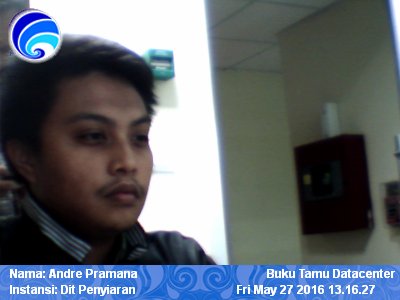 Nama: Andre Pramana
Buku Tamu Datacenter
Instansi: Dit Penyiaran
Fri May 27 2016 13.16.27